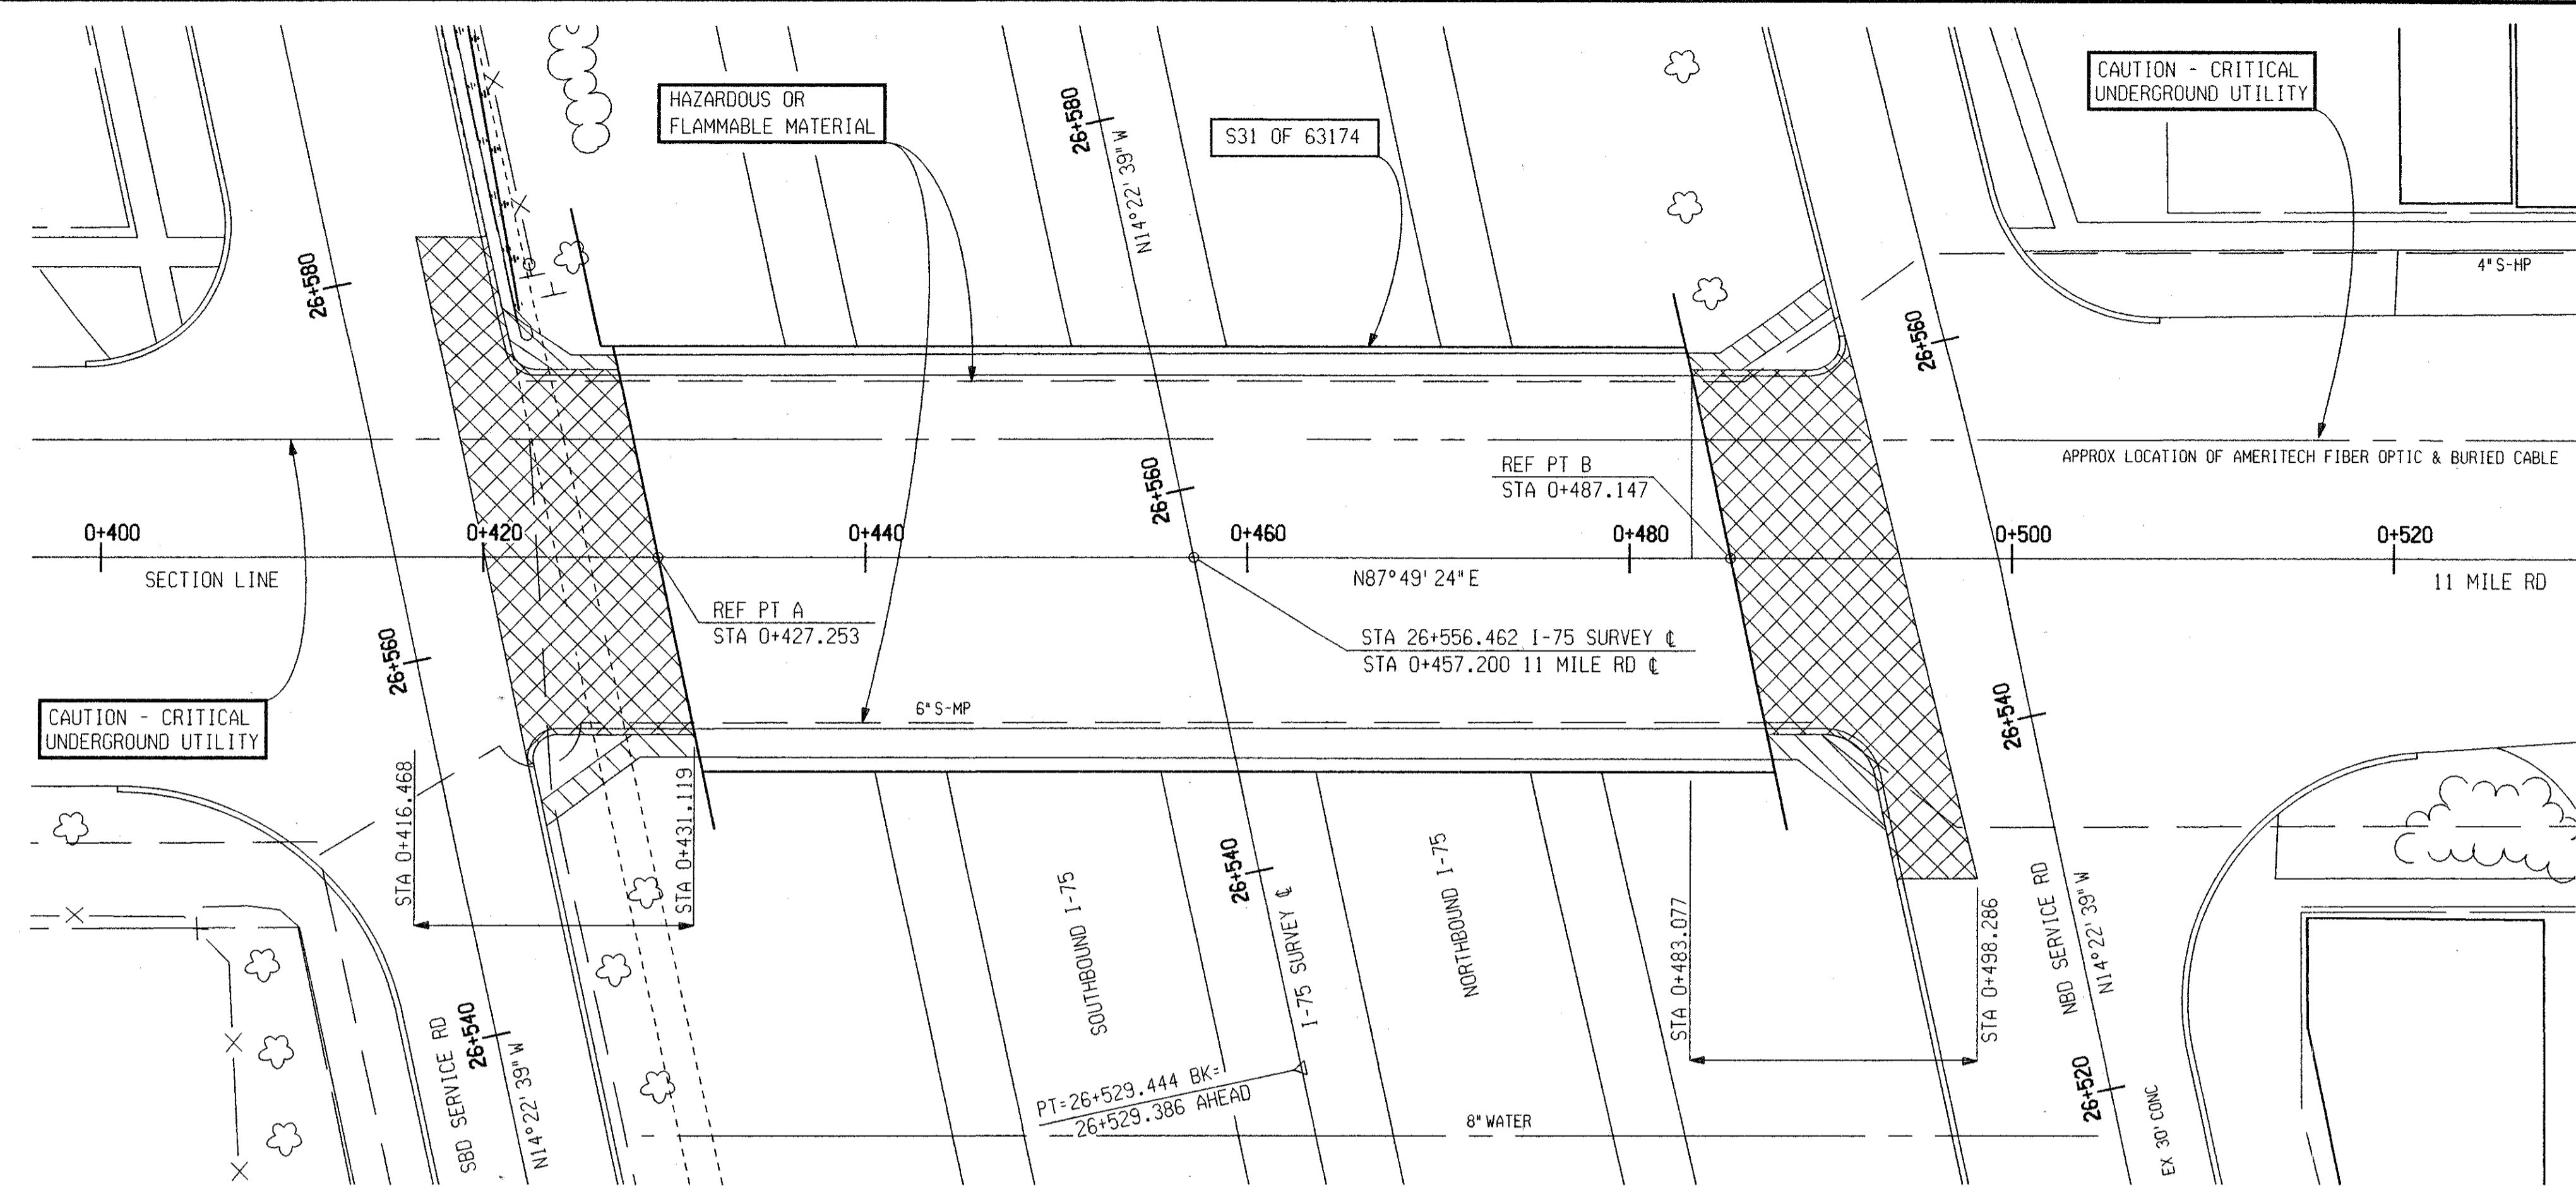 HAZARDOUS OR
FLAMMABLE MATERIAL
26+580
N14°22'39"W
S31 OF 63174
CAUTION - CRITICAL
UNDERGROUND UTILITY
26+580
4"S-HP
26+560
REF PT B
STA 0+487.147
26+560
APPROX LOCATION OF AMERITECH FIBER OPTIC & BURIED CABLE
0+400
0+420
0+440
0+460
0+480
0+500
0+520
SECTION LINE
N87°49'24"E
11 MILE RD
REF PT A
STA 0+427.253
STA 26+556.462 I-75 SURVEY ℄
STA 0+457.200 11 MILE RD ℄
26+560
26+540
CAUTION - CRITICAL
UNDERGROUND UTILITY
6"S-MP
STA 0+416.468
STA 0+431.119
26+540
SOUTHBOUND I-75
I-75 SURVEY ℄
NORTHBOUND I-75
STA 0+483.077
STA 0+498.286
NBD SERVICE RD
N14°22'39"W
SBD SERVICE RD
26+540
N14°22'39"W
PT=26+529.444 BK=
26+529.386 AHEAD
8"WATER
26+520
EX 30' CONC